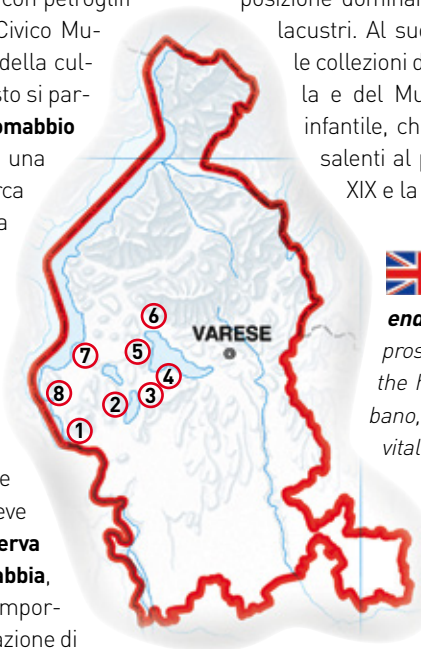 con petroglifi
Civico Mu-
della cul-
sto si par-
omabbio
una
rca
a
e
eve
erva
abbia,
mpor-
azione di
posizione domina
lacustri. Al su
le collezioni d
la e del Mu
infantile, ch
salenti al p
XIX e la
end
pros
the h
bano,
vital
VARESE
6
5
7
4
8
3
2
1